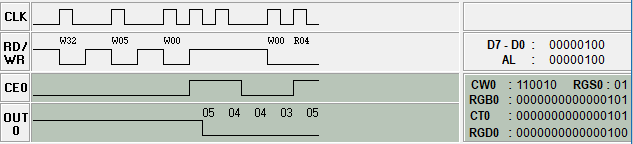 CLK
RD/
WR
W32 W05 W00 W00 R04
CE0
OUT
0
05 04 04 03 05
D7 - D0 : 00000100
AL : 00000100
CW0 : 110010 RGS0 : 01
RGB0 : 0000000000000101
CT0 : 0000000000000101
RGD0 : 0000000000000100